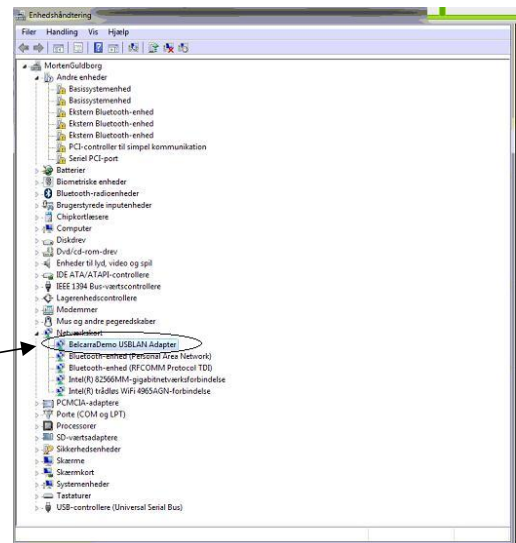 Enhedshåndtering
Filer Handling Vis Hjælp
MortenGuldborg
Andre enheder
Basissystemenhed
Basissystemenhed
Ekstern Bluetooth-enhed
Ekstern Bluetooth-enhed
Ekstern Bluetooth-enhed
PCI-controller til simpel kommunikation
Seriel PCI-port
Batterier
Biometriske enheder
Bluetooth-radioenheder
Brugerstyrede inputenheder
Chipkortlæsere
Computer
Diskdrev
Dvd/cd-rom-drev
Enheder til lyd, video og spil
IDE ATA/ATAPI-controllere
IEEE 1394 Bus-værtscontrollere
Lagerenhedscontrollere
Modemmer
Mus og andre pegeredskaber
Netværkskort
BelcarraDemo USBLAN Adapter
Bluetooth-enhed (Personal Area Network)
Bluetooth-enhed (RFCOMM Protocol TDI)
Intel(R) 82566MM-gigabitnetværksforbindelse
Intel(R) trådløs WiFi 4965AGN-forbindelse
PCMCIA-adaptere
Porte (COM og LPT)
Processorer
SD-værtsadaptere
Sikkerhedsenheder
Skærme
Skærmkort
Systemenheder
Tastaturer
USB-controllere (Universal Serial Bus)